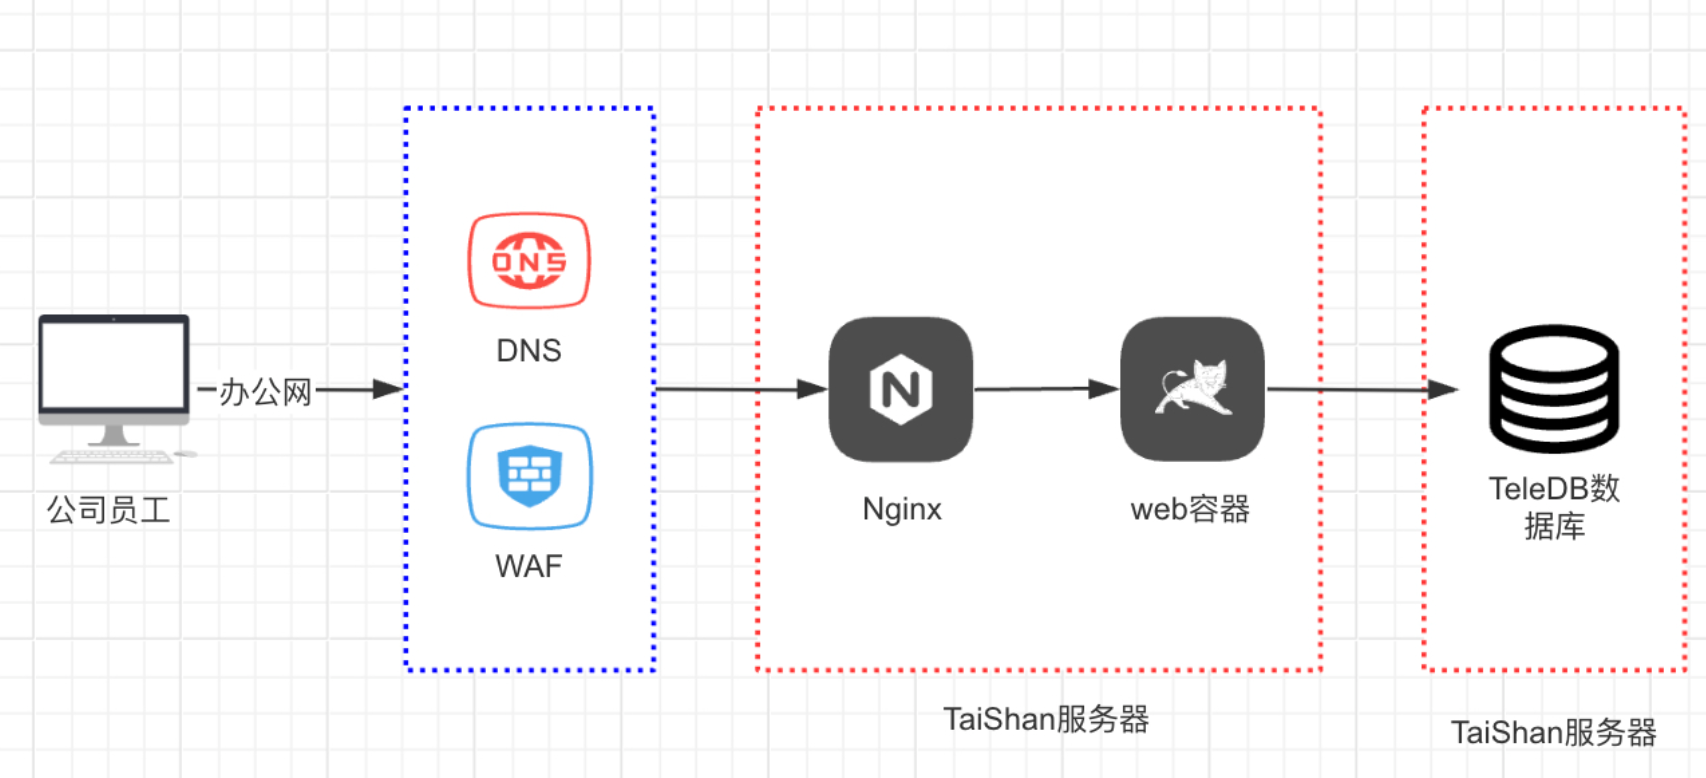 办公网
公司员工
DNS
DNS
WAF
Nginx
web容器
TeleDB数
据库
TaiShan服务器
TaiShan服务器